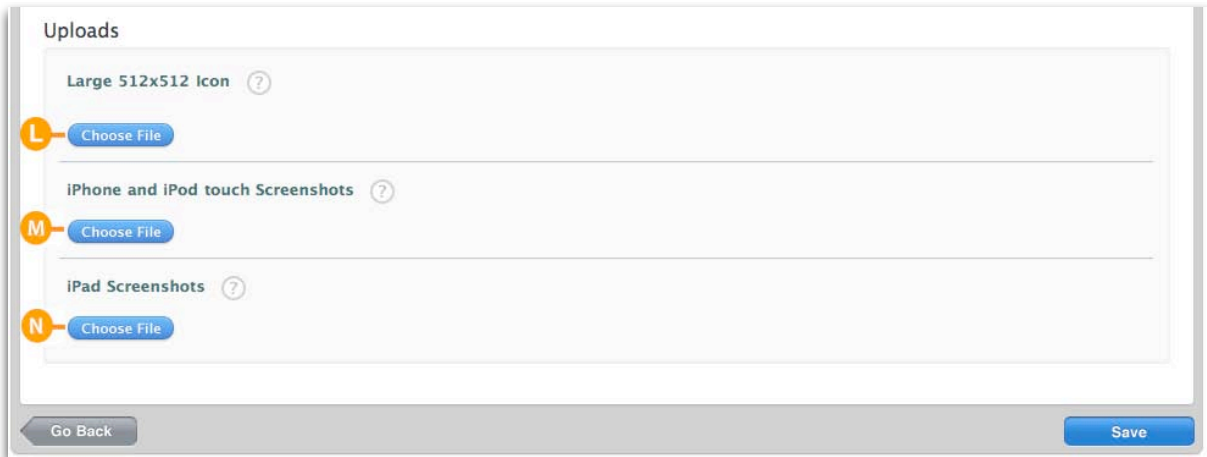 Uploads
Large 512x512 Icon ?
L Choose File
iPhone and iPod touch Screenshots ?
M Choose File
iPad Screenshots ?
N Choose File
Go Back Save